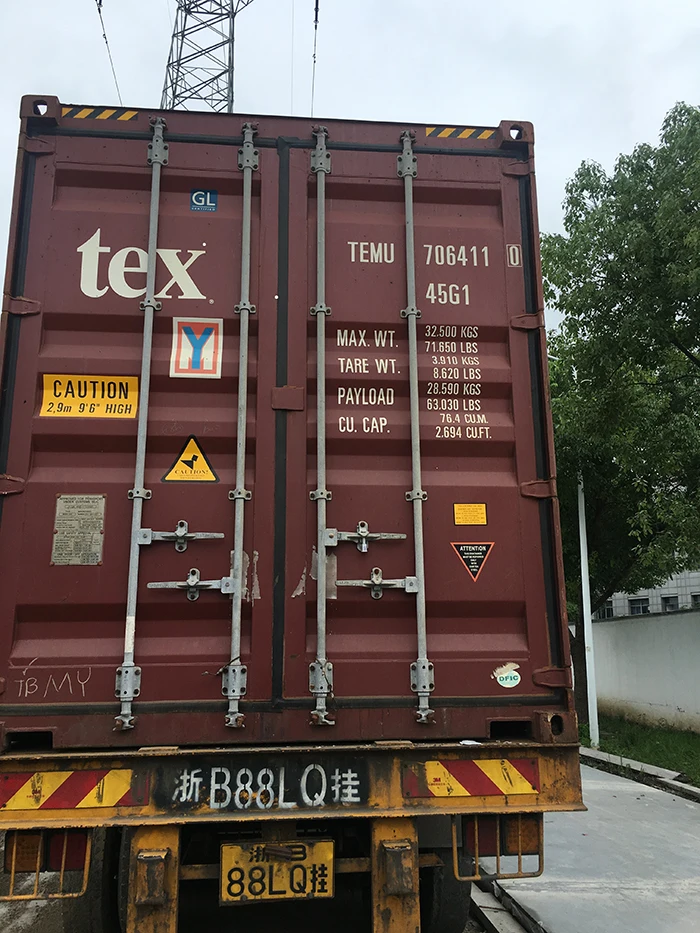 GL
CERTIFIED
tex
TEMU 706411 0
45G1
MAX. WT. 32.500 KGS
71.650 LBS
TARE WT. 3.910 KGS
8.620 LBS
PAYLOAD 28.590 KGS
63.030 LBS
CU. CAP. 76.4 CU.M.
2.694 CU.FT.
CAUTION
2,9m 9'6" HIGH
CAUTION!
ATTENTION
DFIC
TB MY
浙B88LQ挂
3M
3M
浙B
88LQ挂